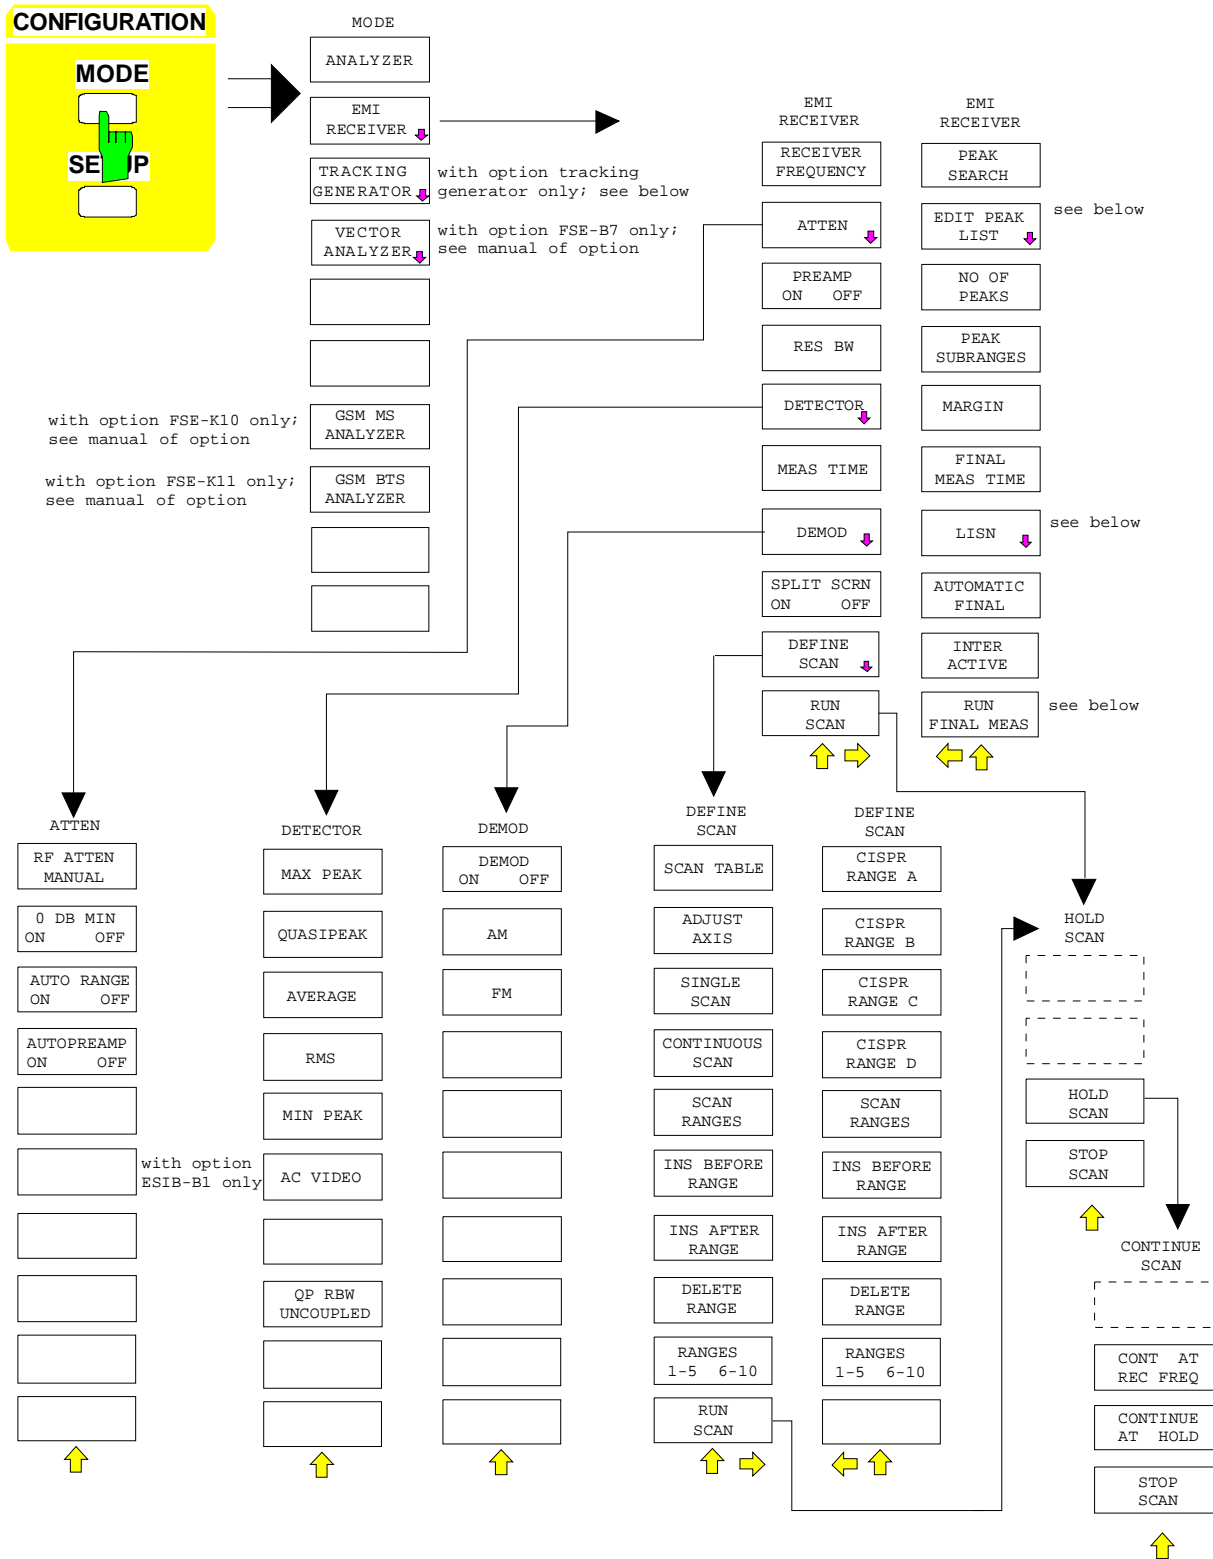 CONFIGURATION
MODE
SETUP
MODE
ANALYZER
EMI
RECEIVER
TRACKING
GENERATOR
with option tracking
generator only; see below
VECTOR
ANALYZER
with option FSE-B7 only;
see manual of option
with option FSE-K10 only;
see manual of option
GSM MS
ANALYZER
with option FSE-K11 only;
see manual of option
GSM BTS
ANALYZER
EMI
RECEIVER
RECEIVER
FREQUENCY
ATTEN
PREAMP
ON OFF
RES BW
DETECTOR
MEAS TIME
DEMOD
SPLIT SCRN
ON OFF
DEFINE
SCAN
RUN
SCAN
EMI
RECEIVER
PEAK
SEARCH
EDIT PEAK
LIST
see below
NO OF
PEAKS
PEAK
SUBRANGES
MARGIN
FINAL
MEAS TIME
LISN
see below
AUTOMATIC
FINAL
INTER
ACTIVE
RUN
FINAL MEAS
see below
ATTEN
RF ATTEN
MANUAL
0 DB MIN
ON OFF
AUTO RANGE
ON OFF
AUTOPREAMP
ON OFF
with option
ESIB-B1 only
DETECTOR
MAX PEAK
QUASIPEAK
AVERAGE
RMS
MIN PEAK
AC VIDEO
QP RBW
UNCOUPLED
DEMOD
DEMOD
ON OFF
AM
FM
DEFINE
SCAN
SCAN TABLE
ADJUST
AXIS
SINGLE
SCAN
CONTINUOUS
SCAN
SCAN
RANGES
INS BEFORE
RANGE
INS AFTER
RANGE
DELETE
RANGE
RANGES
1-5 6-10
RUN
SCAN
DEFINE
SCAN
CISPR
RANGE A
CISPR
RANGE B
CISPR
RANGE C
CISPR
RANGE D
SCAN
RANGES
INS BEFORE
RANGE
INS AFTER
RANGE
DELETE
RANGE
RANGES
1-5 6-10
HOLD
SCAN
HOLD
SCAN
STOP
SCAN
CONTINUE
SCAN
CONT AT
REC FREQ
CONTINUE
AT HOLD
STOP
SCAN